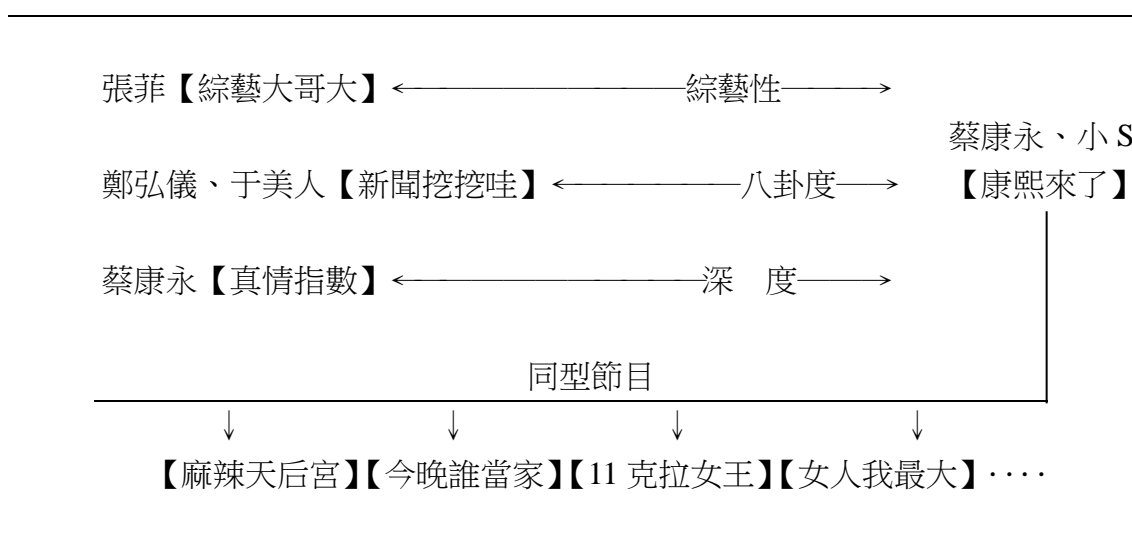 張菲【綜藝大哥大】←——綜藝性——→
蔡康永、小 S
鄭弘儀、于美人【新聞挖挖哇】←——八卦度——→
【康熙來了】
蔡康永【真情指數】←——深 度——→
同型節目
↓ ↓ ↓ ↓
【麻辣天后宮】【今晚誰當家】【11 克拉女王】【女人我最大】‥‥